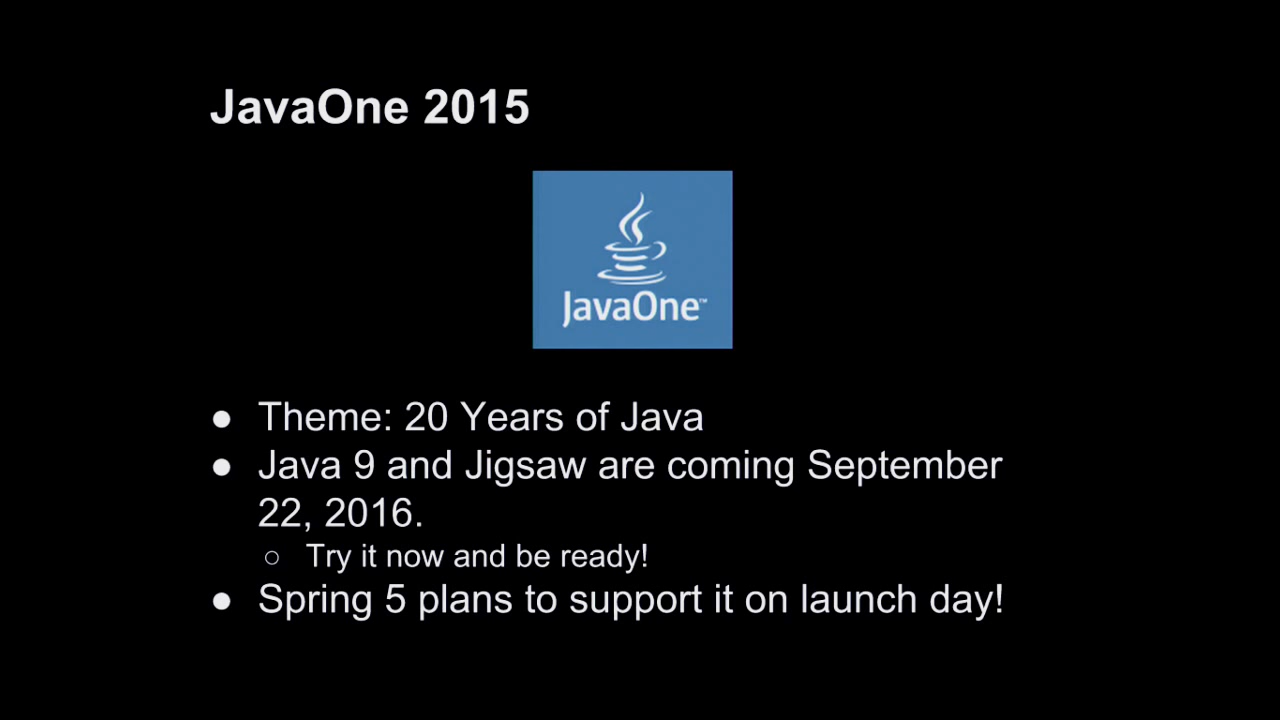 JavaOne 2015
JavaOne™
● Theme: 20 Years of Java
● Java 9 and Jigsaw are coming September
22, 2016.
○ Try it now and be ready!
● Spring 5 plans to support it on launch day!